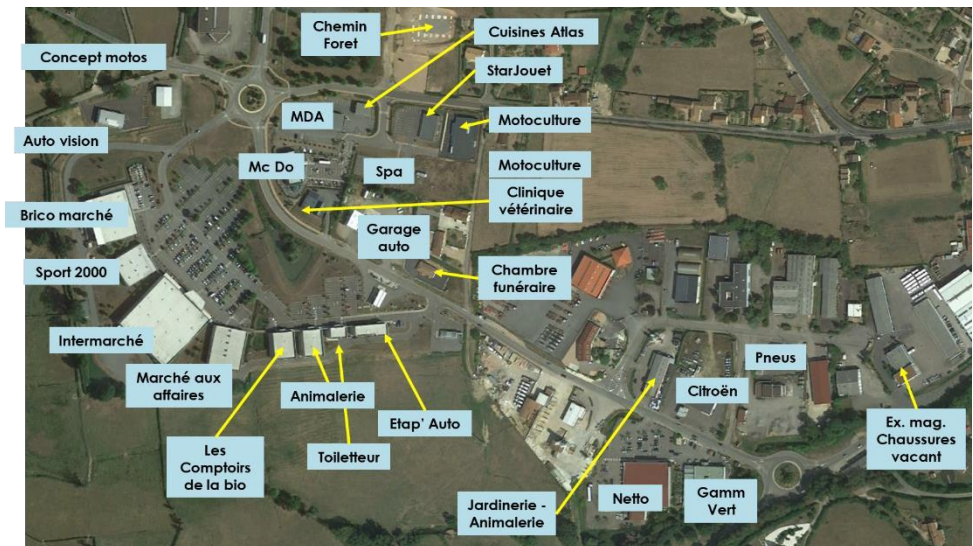 Chemin
Foret
Cuisines Atlas
Concept motos
StarJouet
MDA
Motoculture
Auto vision
Mc Do
Spa
Motoculture
Clinique
vétérinaire
Brico marché
Garage
auto
Sport 2000
Chambre
funéraire
Intermarché
Marché aux
affaires
Animalerie
Pneus
Citroën
Etap' Auto
Ex. mag.
Chaussures
vacant
Les
Comptoirs
de la bio
Toiletteur
Jardinerie -
Animalerie
Netto
Gamm
Vert